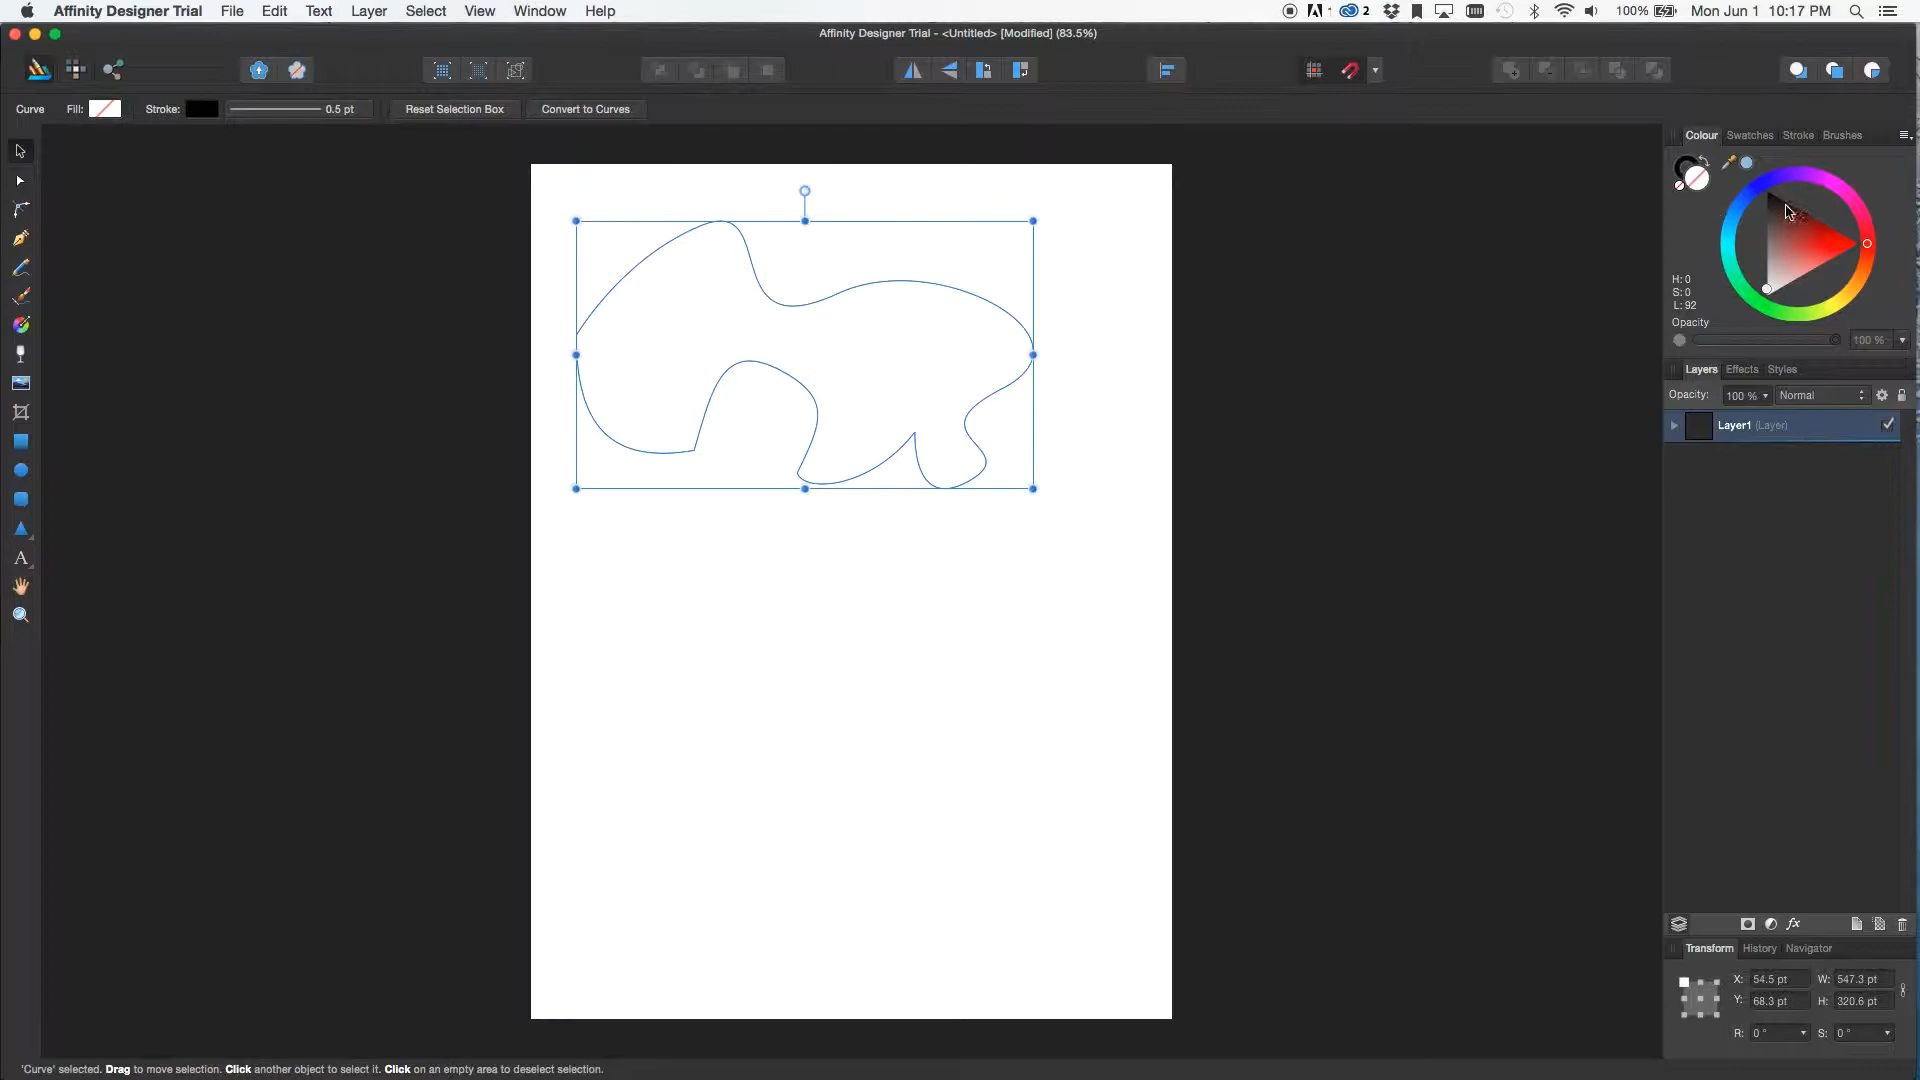 Affinity Designer Trial File Edit Text Layer Select View Window Help 2 100% Mon Jun 1 10:17 PM
Affinity Designer Trial - <Untitled> [Modified] (83.5%)
Curve Fill: Stroke: 0.5 pt Reset Selection Box Convert to Curves
Colour Swatches Stroke Brushes
H: 0
S: 0
L: 92
Opacity
100 %
Layers Effects Styles
Opacity: 100 % Normal
Layer1 (Layer)
A
fx
Transform History Navigator
X: 54.5 pt W: 547.3 pt
Y: 68.3 pt H: 320.6 pt
R: 0 ° S: 0 °
'Curve' selected. Drag to move selection. Click another object to select it. Click on an empty area to deselect selection.